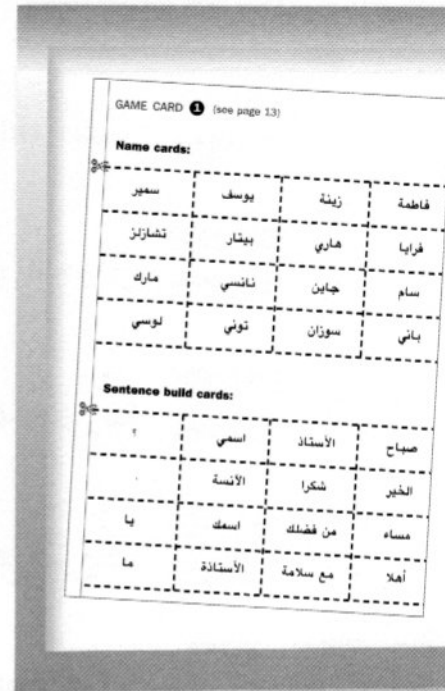 GAME CARD 1 (see page 13)
Name cards:
فاطمة زينة يوسف سمير
فرايا هاري بيتار تشازلز
سام جاين نانسي مارك
باني سوزان توني لوسي
Sentence build cards:
صباح الأستاذ اسمي ؟
الخير شكرا الآنسة .
مساء من فضلك اسمك يا
أهلا مع سلامة الأستاذة ما